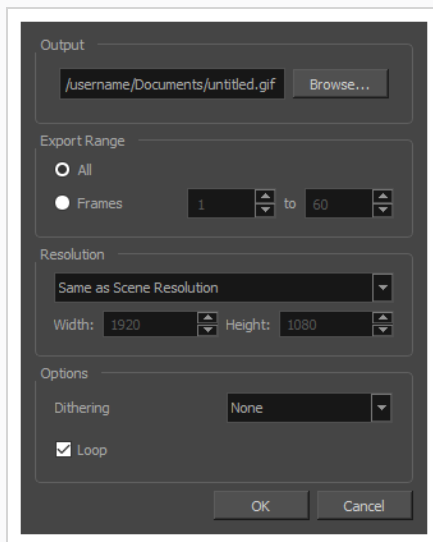 Output
/username/Documents/untitled.gif Browse...
Export Range
All
Frames 1 to 60
Resolution
Same as Scene Resolution
Width: 1920 Height: 1080
Options
Dithering None
Loop
OK Cancel